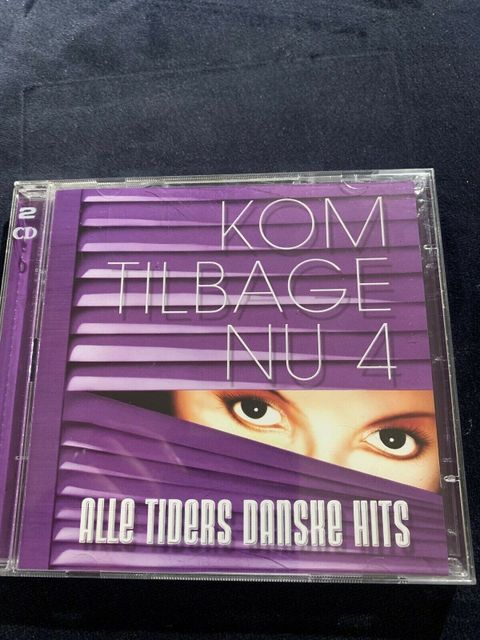 2
CD
KOM
TILBAGE
NU 4
ALLE TIDERS DANSKE HITS